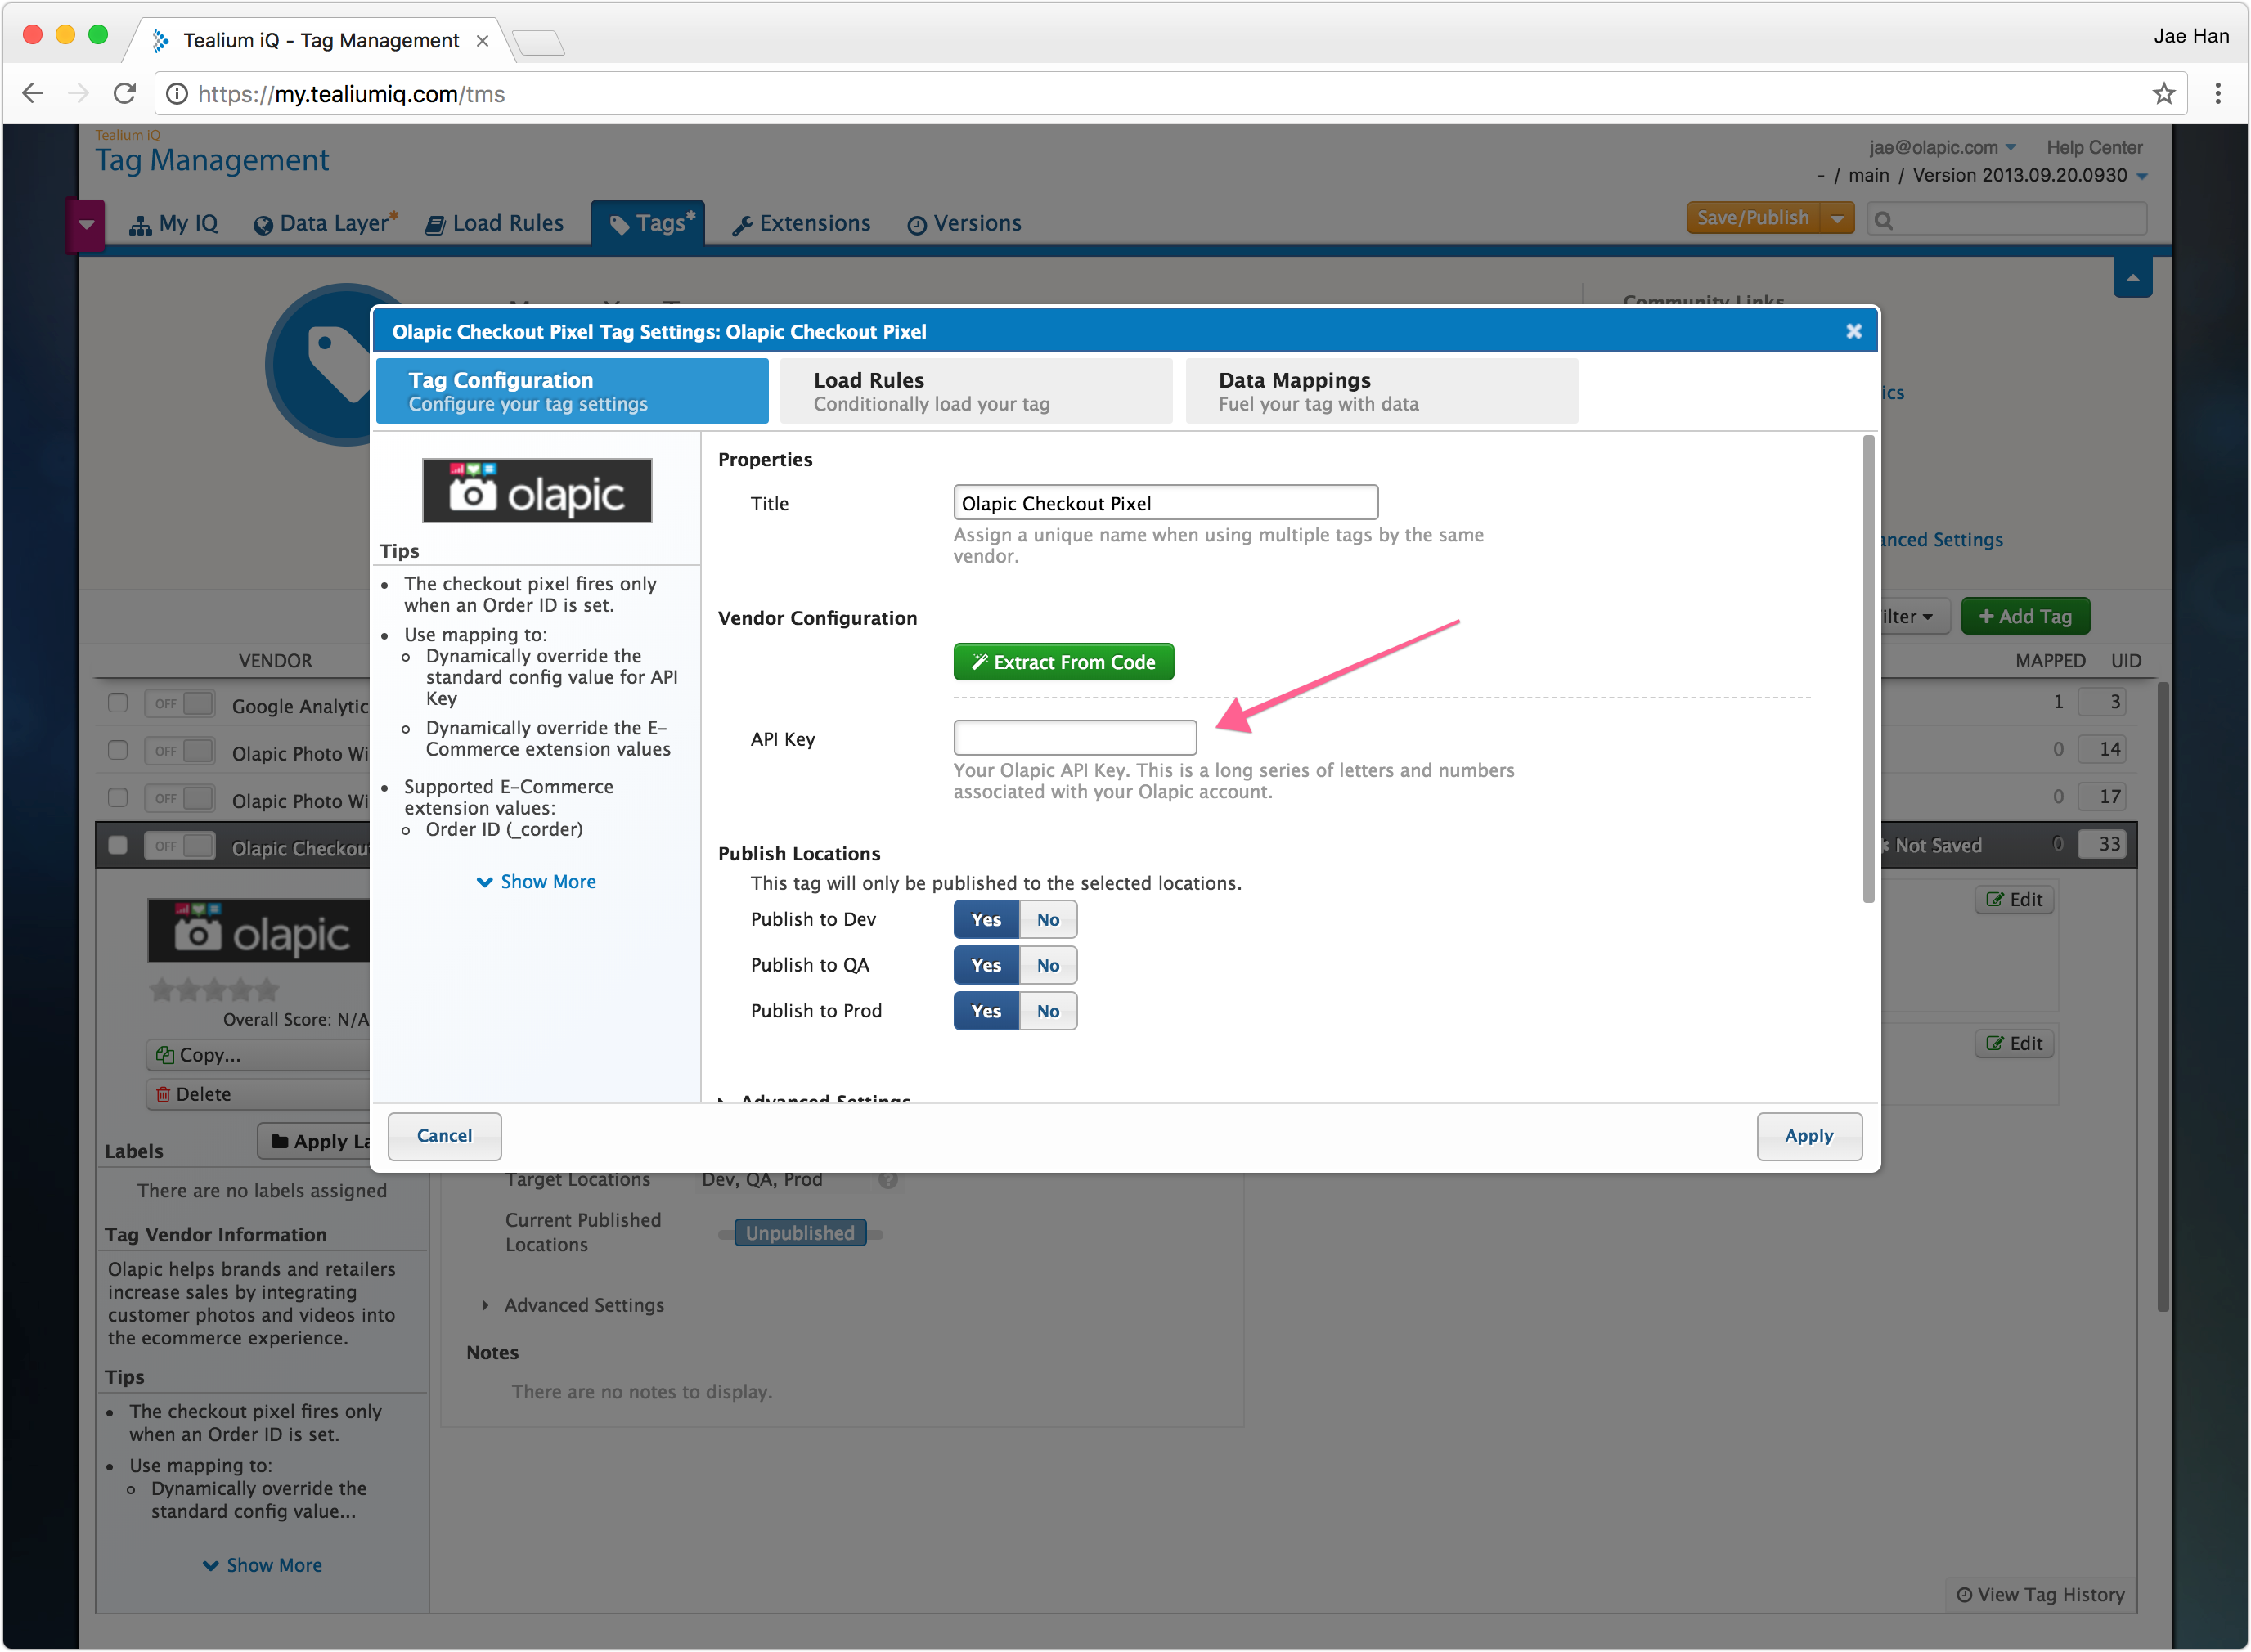 Tealium iQ - Tag Management
Jae Han
https://my.tealiumiq.com/tms
Tealium iQ
Tag Management
jae@olapic.com Help Center
- / main / Version 2013.09.20.0930
My IQ Data Layer* Load Rules Tags* Extensions Versions
Save/Publish
Community Links
Olapic Checkout Pixel Tag Settings: Olapic Checkout Pixel
Tag Configuration
Configure your tag settings
Load Rules
Conditionally load your tag
Data Mappings
Fuel your tag with data
olapic
Tips
• The checkout pixel fires only
when an Order ID is set.
• Use mapping to:
Dynamically override the
standard config value for API
Key
Dynamically override the E-
Commerce extension values
• Supported E-Commerce
extension values:
Order ID (_corder)
Show More
Properties
Title
Olapic Checkout Pixel
Assign a unique name when using multiple tags by the same
vendor.
Vendor Configuration
Extract From Code
API Key
Your Olapic API Key. This is a long series of letters and numbers
associated with your Olapic account.
Publish Locations
This tag will only be published to the selected locations.
Publish to Dev Yes No
Publish to QA Yes No
Publish to Prod Yes No
Advanced Settings
Cancel
Apply
+ Add Tag
VENDOR
MAPPED UID
OFF Google Analytic
1 3
OFF Olapic Photo Wi
0 14
OFF Olapic Photo Wi
0 17
OFF Olapic Checkou
Not Saved 0 33
olapic
Overall Score: N/A
Copy...
Delete
Edit
Edit
Labels
Apply La
There are no labels assigned
Tag Vendor Information
Olapic helps brands and retailers
increase sales by integrating
customer photos and videos into
the ecommerce experience.
Tips
• The checkout pixel fires only
when an Order ID is set.
• Use mapping to:
Dynamically override the
standard config value...
Show More
Target Locations Dev, QA, Prod ?
Current Published
Locations
Unpublished
Advanced Settings
Notes
There are no notes to display.
View Tag History